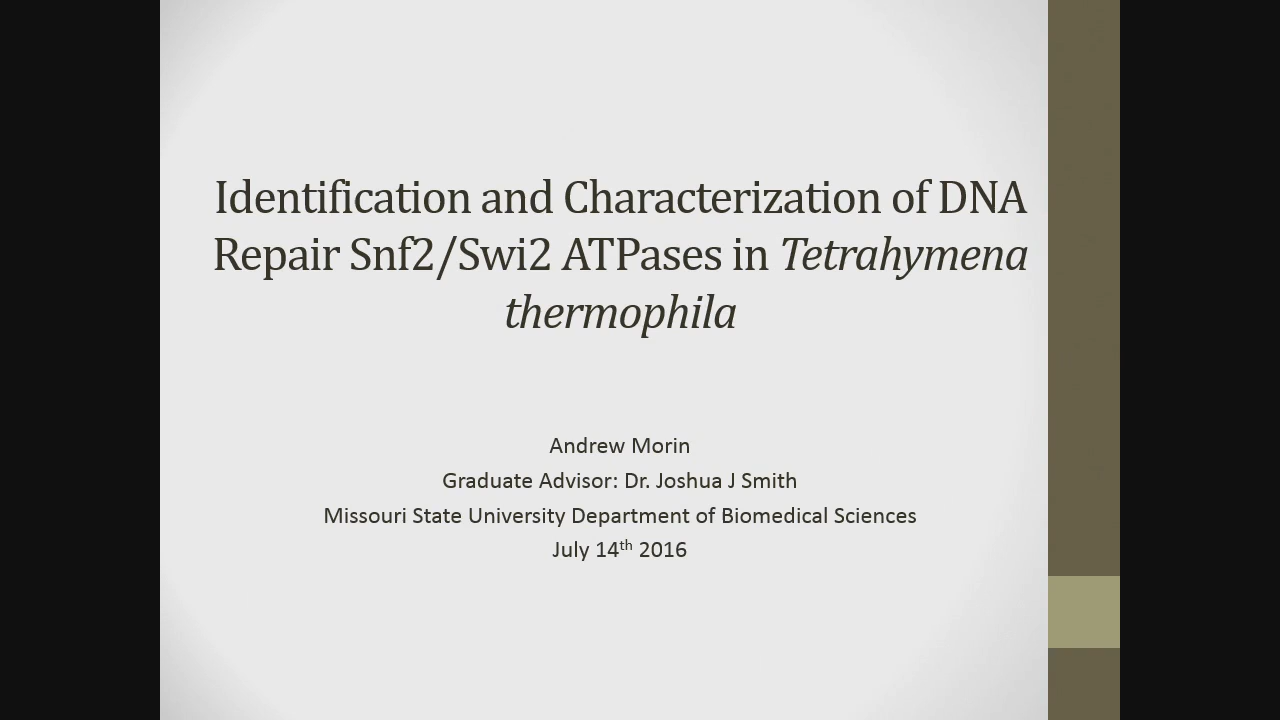 Identification and Characterization of DNA
Repair Snf2/Swi2 ATPases in Tetrahymena
thermophila
Andrew Morin
Graduate Advisor: Dr. Joshua J Smith
Missouri State University Department of Biomedical Sciences
July 14th 2016